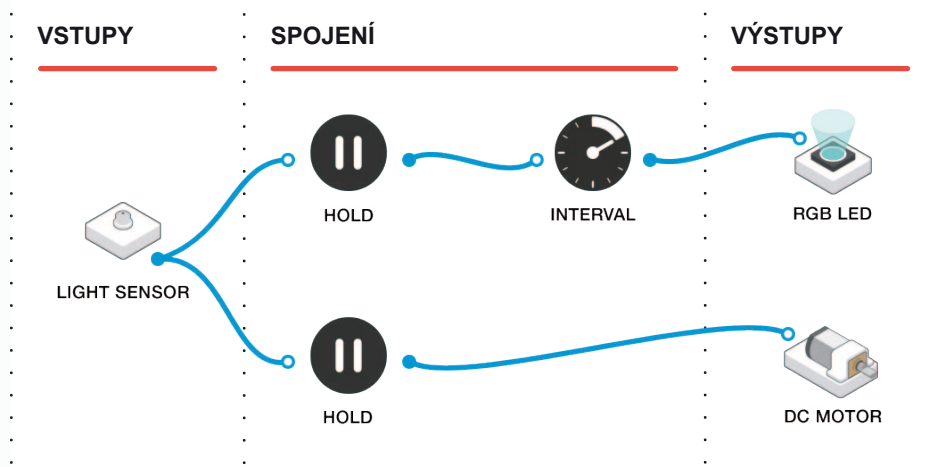 VSTUPY
SPOJENÍ
VÝSTUPY
HOLD
INTERVAL
RGB LED
LIGHT SENSOR
HOLD
DC MOTOR